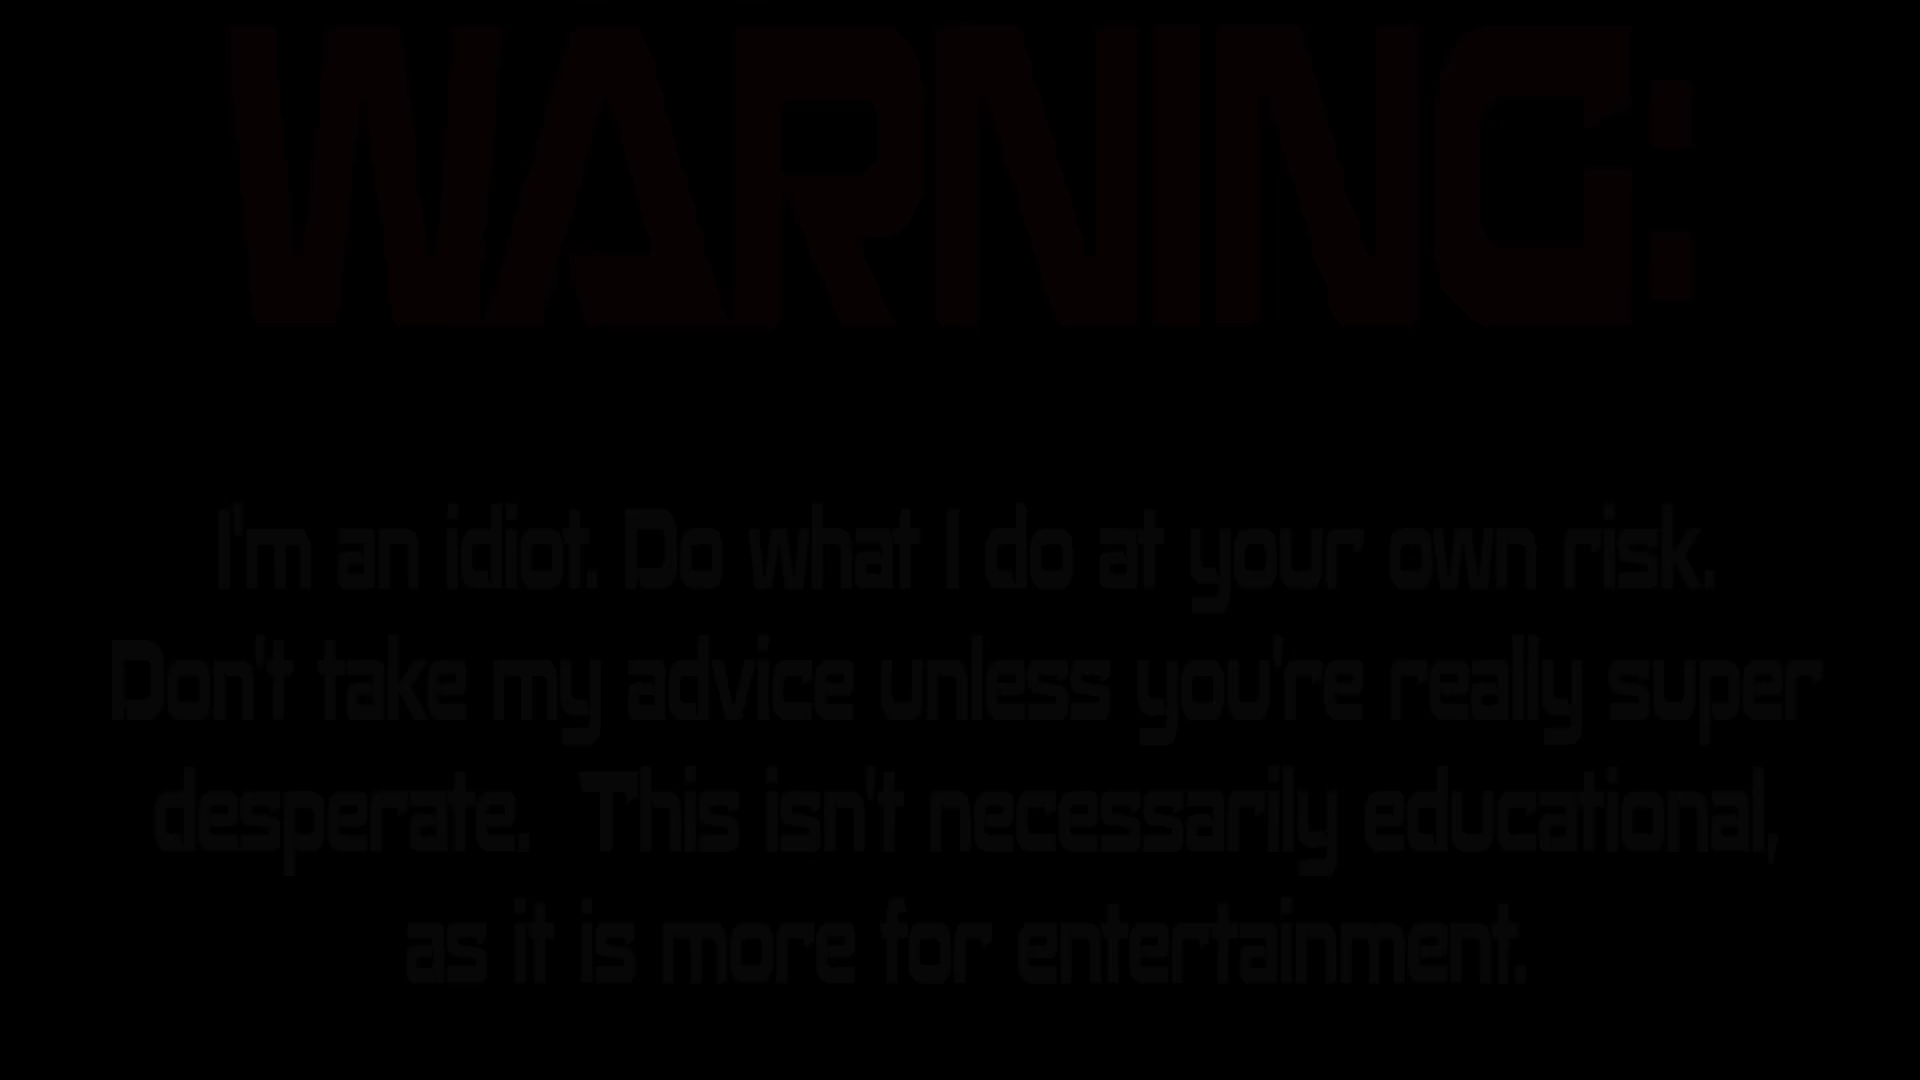 WARNING:
I'm an idiot. Do what I do at your own risk.
Don't take my advice unless you're really super
desperate.  This isn't necessarily educational,
as it is more for entertainment.